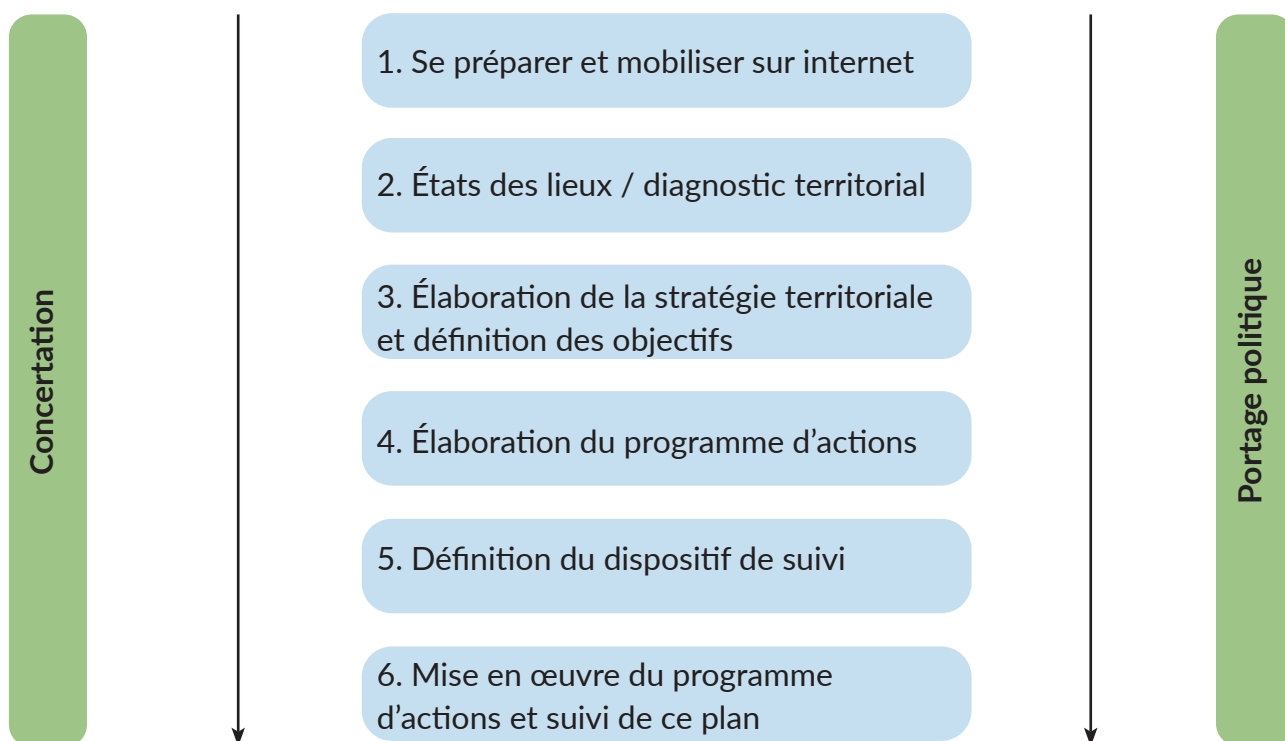 Concertation
1. Se préparer et mobiliser sur internet
2. États des lieux / diagnostic territorial
3. Élaboration de la stratégie territoriale
et définition des objectifs
4. Élaboration du programme d’actions
5. Définition du dispositif de suivi
6. Mise en œuvre du programme
d’actions et suivi de ce plan
Portage politique